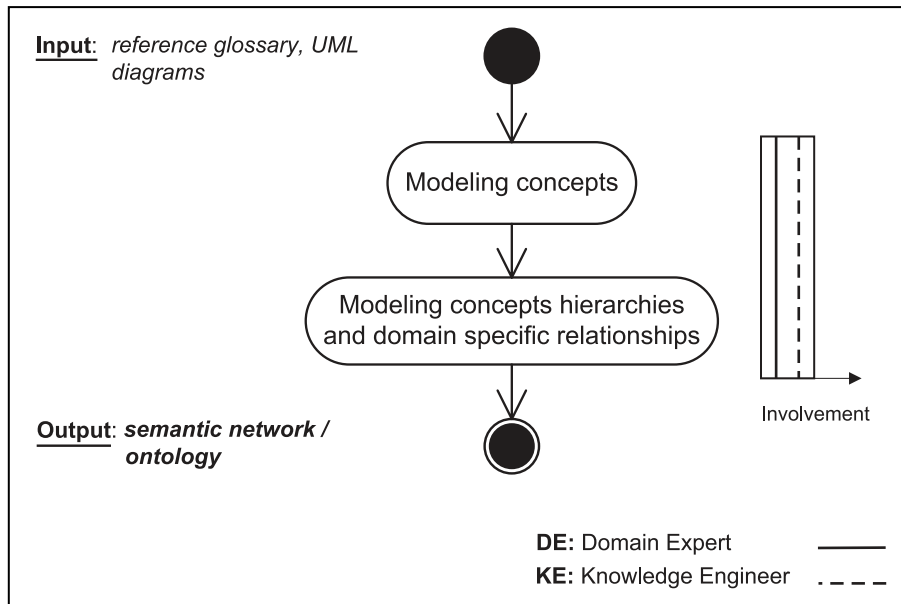 Input: reference glossary, UML
diagrams
Modeling concepts
Modeling concepts hierarchies
and domain specific relationships
Involvement
Output: semantic network /
ontology
DE: Domain Expert
KE: Knowledge Engineer